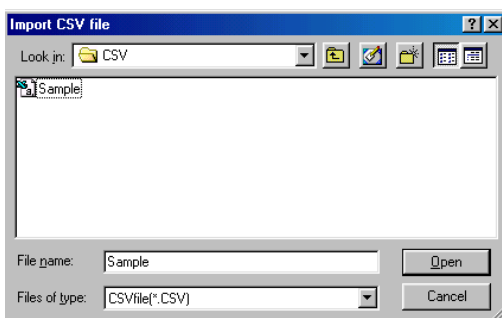 Import CSV file
Look in: CSV
Sample
File name: Sample Open
Files of type: CSVfile(*.CSV) Cancel